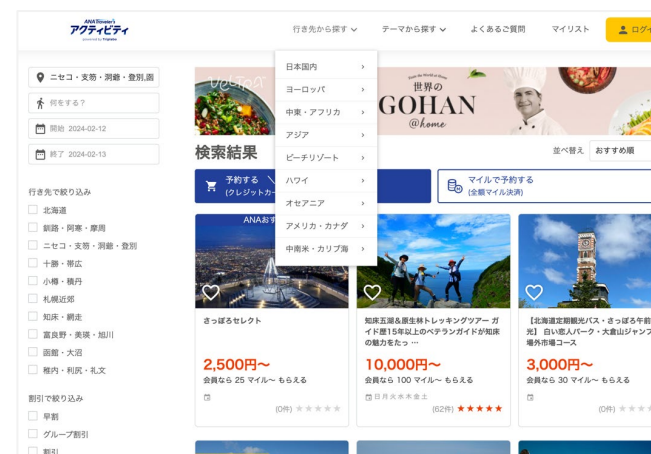 ANA Traveler's
アクティビティ
行き先から探す
テーマから探す
よくあるご質問
マイリスト
ログイ
ニセコ・支笏・洞爺・登別,函
何をする？
開始 2024-02-12
終了 2024-02-13
行き先で絞り込み
北海道
釧路・阿寒・摩周
ニセコ・支笏・洞爺・登別
十勝・帯広
小樽・積丹
札幌近郊
知床・網走
富良野・美瑛・旭川
函館・大沼
稚内・利尻・礼文
割引で絞り込み
早割
グループ割引
割引
日本国内
ヨーロッパ
中東・アフリカ
アジア
ビーチリゾート
ハワイ
オセアニア
アメリカ・カナダ
中南米・カリブ海
世界の
GOHAN
@home
検索結果
並べ替え
おすすめ順
予約する
(クレジットカー
マイルで予約する
(全額マイル決済)
ANAおす
さっぽろセレクト
2,500円〜
会員なら 25 マイル〜 もらえる
(0件)
知床五湖＆原生林トレッキングツアー ガ
イド歴15年以上のベテランガイドが知床
の魅力をたっ …
10,000円〜
会員なら 100 マイル〜 もらえる
日月火水木金土
(62件)
【北海道定期観光バス・さっぽろ午前
光】 白い恋人パーク・大倉山ジャンプ
場外市場コース
3,000円〜
会員なら 30 マイル〜 もらえる
(0件)